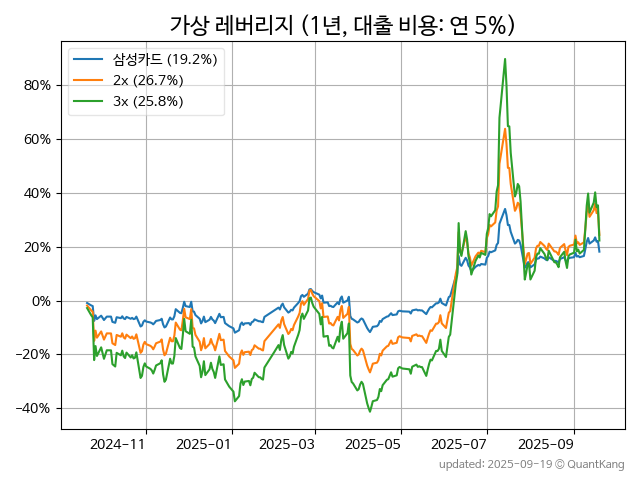 가상 레버리지 (1년, 대출 비용: 연 5%)
삼성카드 (19.2%)
2x (26.7%)
3x (25.8%)
80%
60%
40%
20%
0%
−20%
−40%
2024-11
2025-01
2025-03
2025-05
2025-07
2025-09
updated: 2025-09-19 © QuantKang